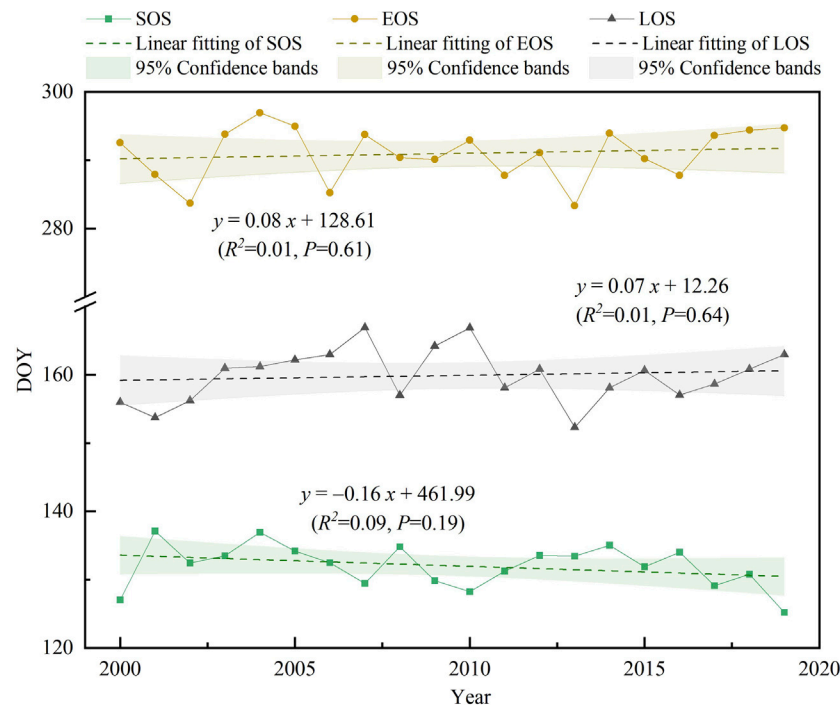 SOS EOS LOS
Linear fitting of SOS Linear fitting of EOS Linear fitting of LOS
95% Confidence bands 95% Confidence bands 95% Confidence bands
300
y = 0.08 x + 128.61
280
(R²=0.01, P=0.61)
y = 0.07 x + 12.26
(R²=0.01, P=0.64)
DOY
160
y = –0.16 x + 461.99
140
(R²=0.09, P=0.19)
120
2000 2005 2010 2015 2020
Year